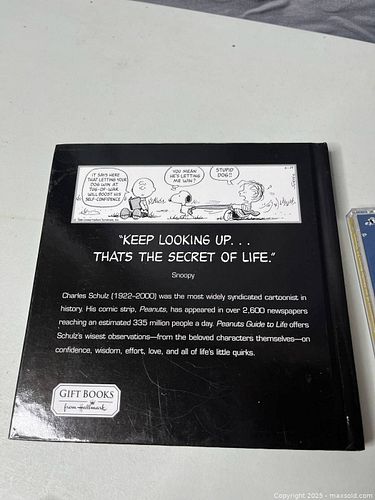 IT SAYS HERE
THAT LETTING YOUR
DOG WIN AT
TUG-OF-WAR
WILL BOOST HIS
SELF-CONFIDENCE
YOU MEAN
HE'S LETTING
ME WIN?
STUPID
DOG!!
"KEEP LOOKING UP...
THATS THE SECRET OF LIFE."
Snoopy
Charles Schulz (1922–2000) was the most widely syndicated cartoonist in
history. His comic strip, Peanuts, has appeared in over 2,600 newspapers
reaching an estimated 335 million people a day. Peanuts Guide to Life offers
Schulz's wisest observations—from the beloved characters themselves—on
confidence, wisdom, effort, love, and all of life's little quirks.
GIFT BOOKS
from Hallmark
Copyright 2025 - maxsold.com